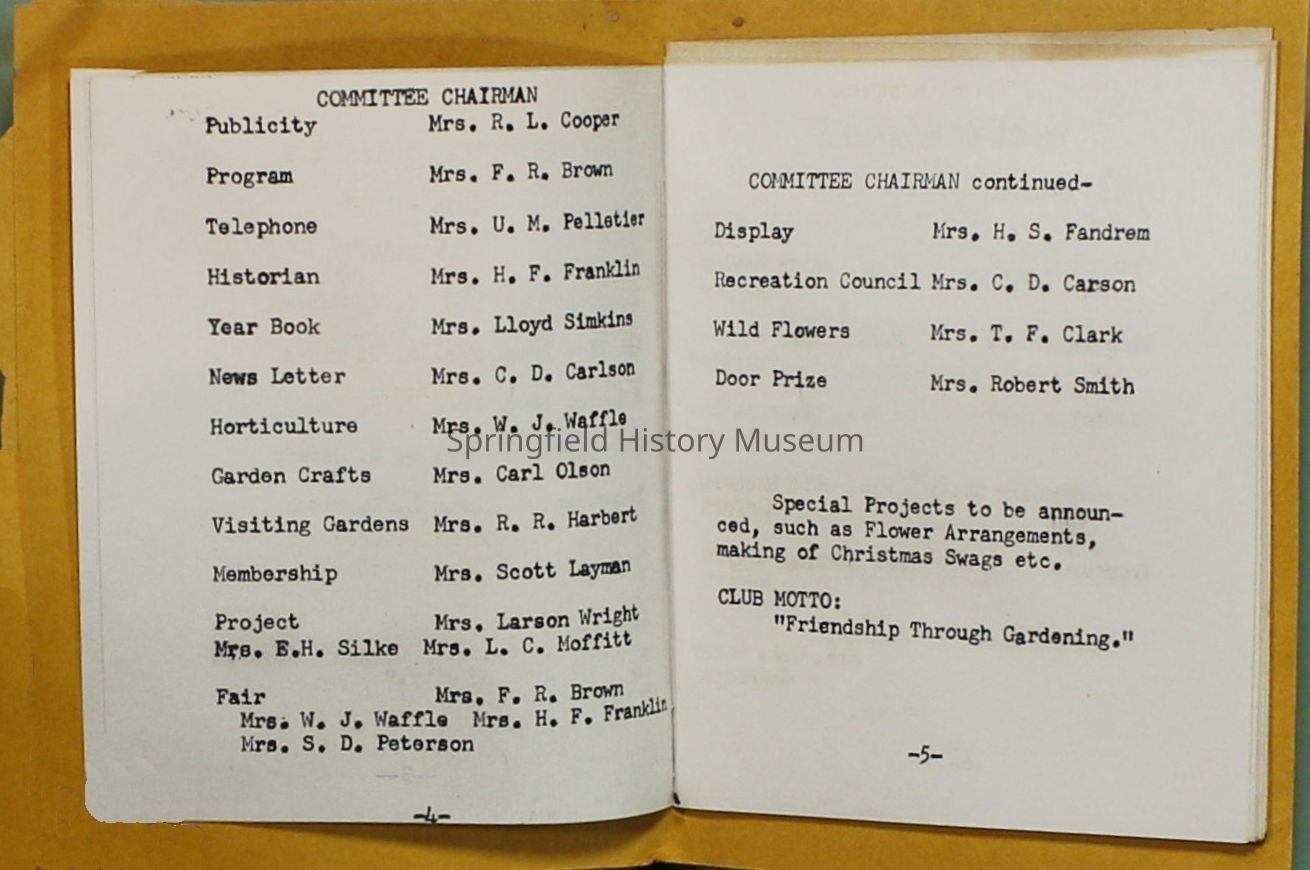 COMMITTEE CHAIRMAN
Publicity Mrs. R. L. Cooper
Program Mrs. F. R. Brown
Telephone Mrs. U. M. Pelletier
Historian Mrs. H. F. Franklin
Year Book Mrs. Lloyd Simkins
News Letter Mrs. C. D. Carlson
Horticulture Mrs. W. J. Waffle
Garden Crafts Mrs. Carl Olson
Visiting Gardens Mrs. R. R. Harbert
Membership Mrs. Scott Layman
Project Mrs. Larson Wright
Mrs. E.H. Silke Mrs. L. C. Moffitt
Fair Mrs. F. R. Brown
Mrs. W. J. Waffle Mrs. H. F. Franklin
Mrs. S. D. Peterson
-4-
COMMITTEE CHAIRMAN continued-
Display Mrs. H. S. Fandrem
Recreation Council Mrs. C. D. Carson
Wild Flowers Mrs. T. F. Clark
Door Prize Mrs. Robert Smith
Special Projects to be announ-
ced, such as Flower Arrangements,
making of Christmas Swags etc.
CLUB MOTTO:
"Friendship Through Gardening."
-5-
Springfield History Museum